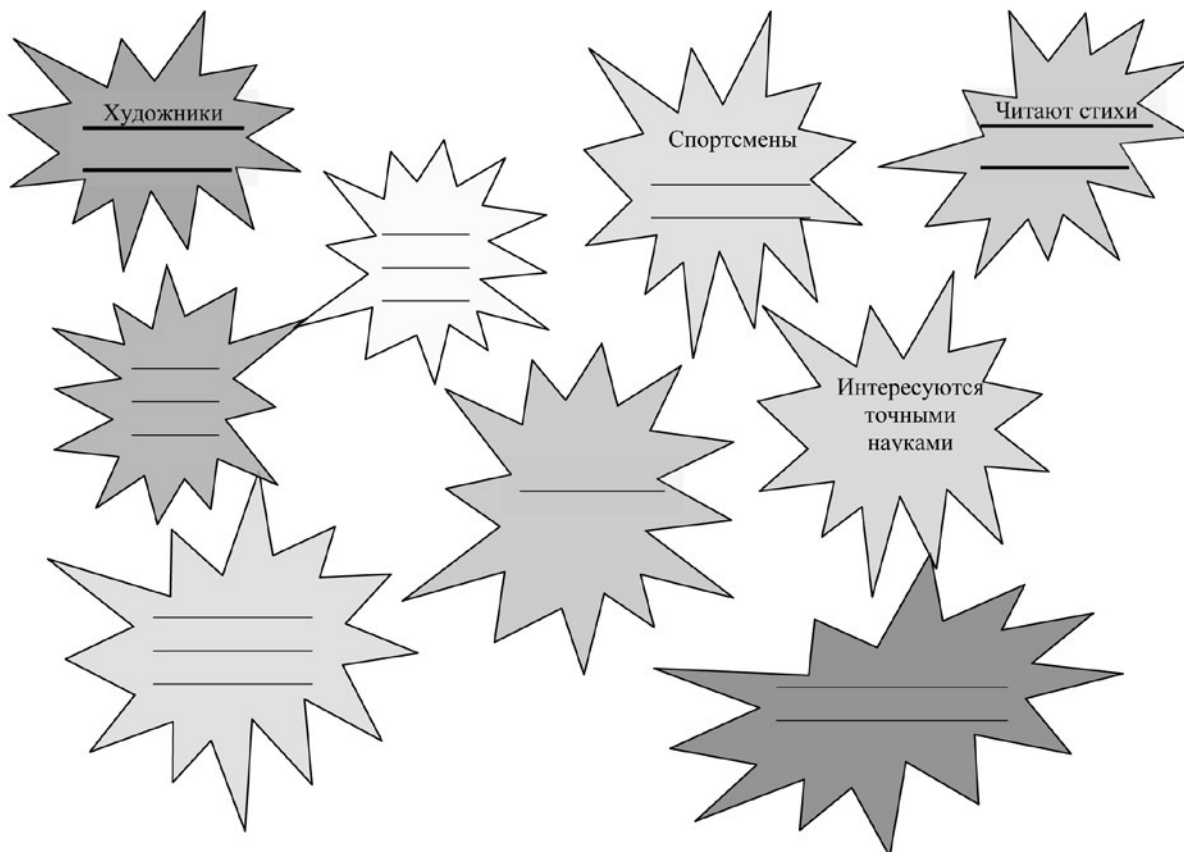 Художники
Спортсмены
Читают стихи
Интересуются
точными
науками